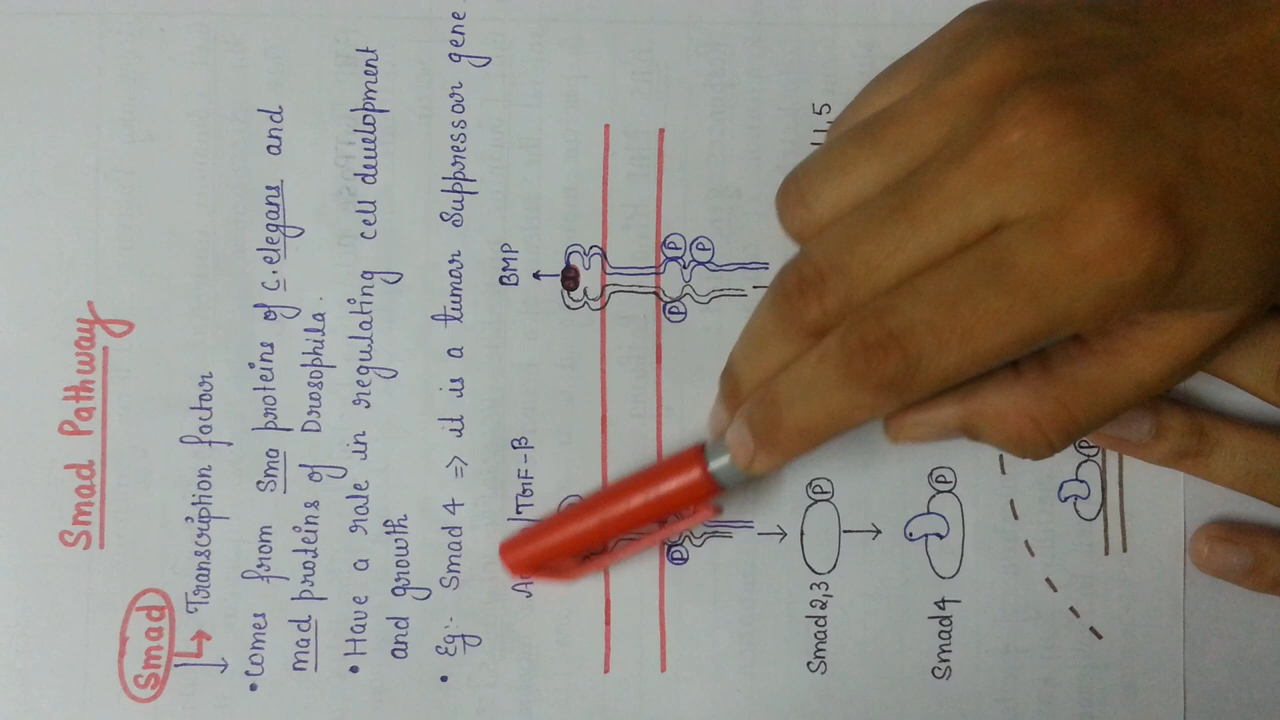 Smad Pathway
Smad
Transcription factor
• Comes from Sma proteins of C. elegans and
mad proteins of Drosophila.
• Have a role in regulating cell development
and growth
• Eg:- Smad 4 => it is a tumor Suppressor gene.
/TGF-B
BMP
P
P
P
P
Smad 2,3
P
1,5
Smad 4
P
P